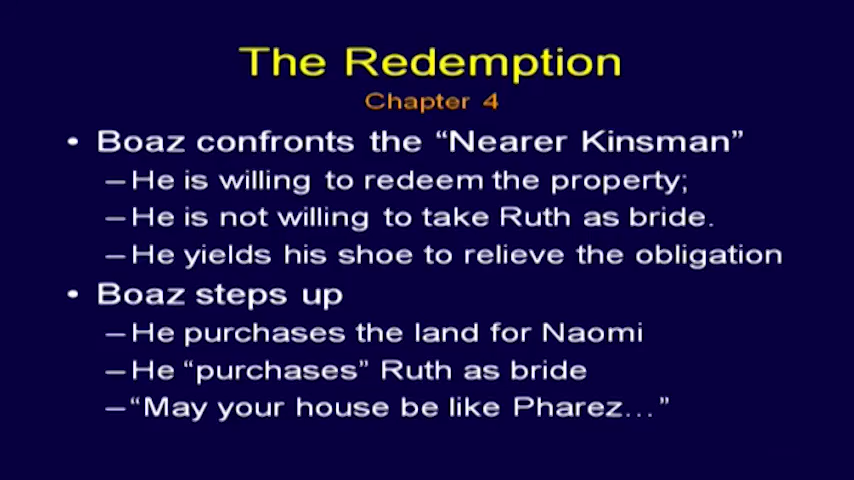 The Redemption
Chapter 4
• Boaz confronts the “Nearer Kinsman”
–He is willing to redeem the property;
–He is not willing to take Ruth as bride.
–He yields his shoe to relieve the obligation
• Boaz steps up
–He purchases the land for Naomi
–He “purchases” Ruth as bride
–“May your house be like Pharez…”